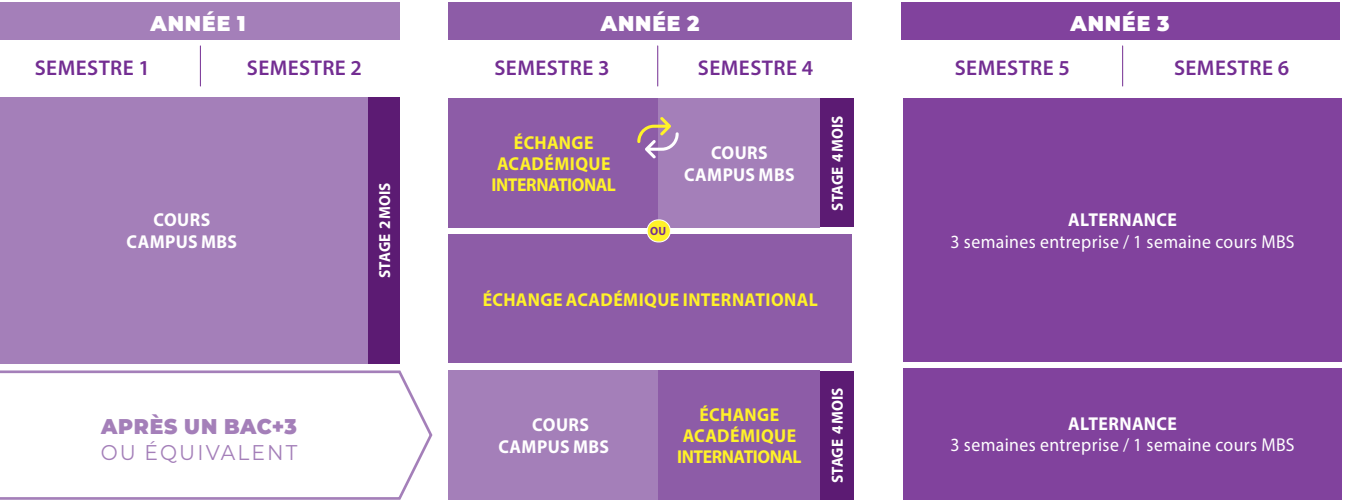 ANNÉE 1
SEMESTRE 1
SEMESTRE 2
COURS
CAMPUS MBS
STAGE 2 MOIS
ANNÉE 2
SEMESTRE 3
SEMESTRE 4
ÉCHANGE
ACADÉMIQUE
INTERNATIONAL
COURS
CAMPUS MBS
STAGE 4 MOIS
OU
ÉCHANGE ACADÉMIQUE INTERNATIONAL
ANNÉE 3
SEMESTRE 5
SEMESTRE 6
ALTERNANCE
3 semaines entreprise / 1 semaine cours MBS
APRÈS UN BAC+3
OU ÉQUIVALENT
COURS
CAMPUS MBS
ÉCHANGE
ACADÉMIQUE
INTERNATIONAL
STAGE 4 MOIS
ALTERNANCE
3 semaines entreprise / 1 semaine cours MBS